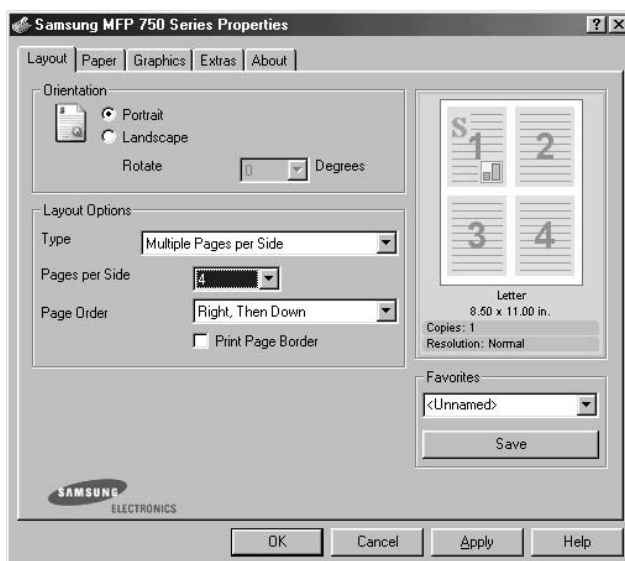 Samsung MFP 750 Series Properties
Layout Paper Graphics Extras About
Orientation
Portrait
Landscape
Rotate 0 Degrees
Layout Options
Type Multiple Pages per Side
Pages per Side 4
Page Order Right, Then Down
Print Page Border
S
1 2
3 4
Letter
8.50 x 11.00 in.
Copies: 1
Resolution: Normal
Favorites
<Unnamed>
Save
SAMSUNG
ELECTRONICS
OK Cancel Apply Help